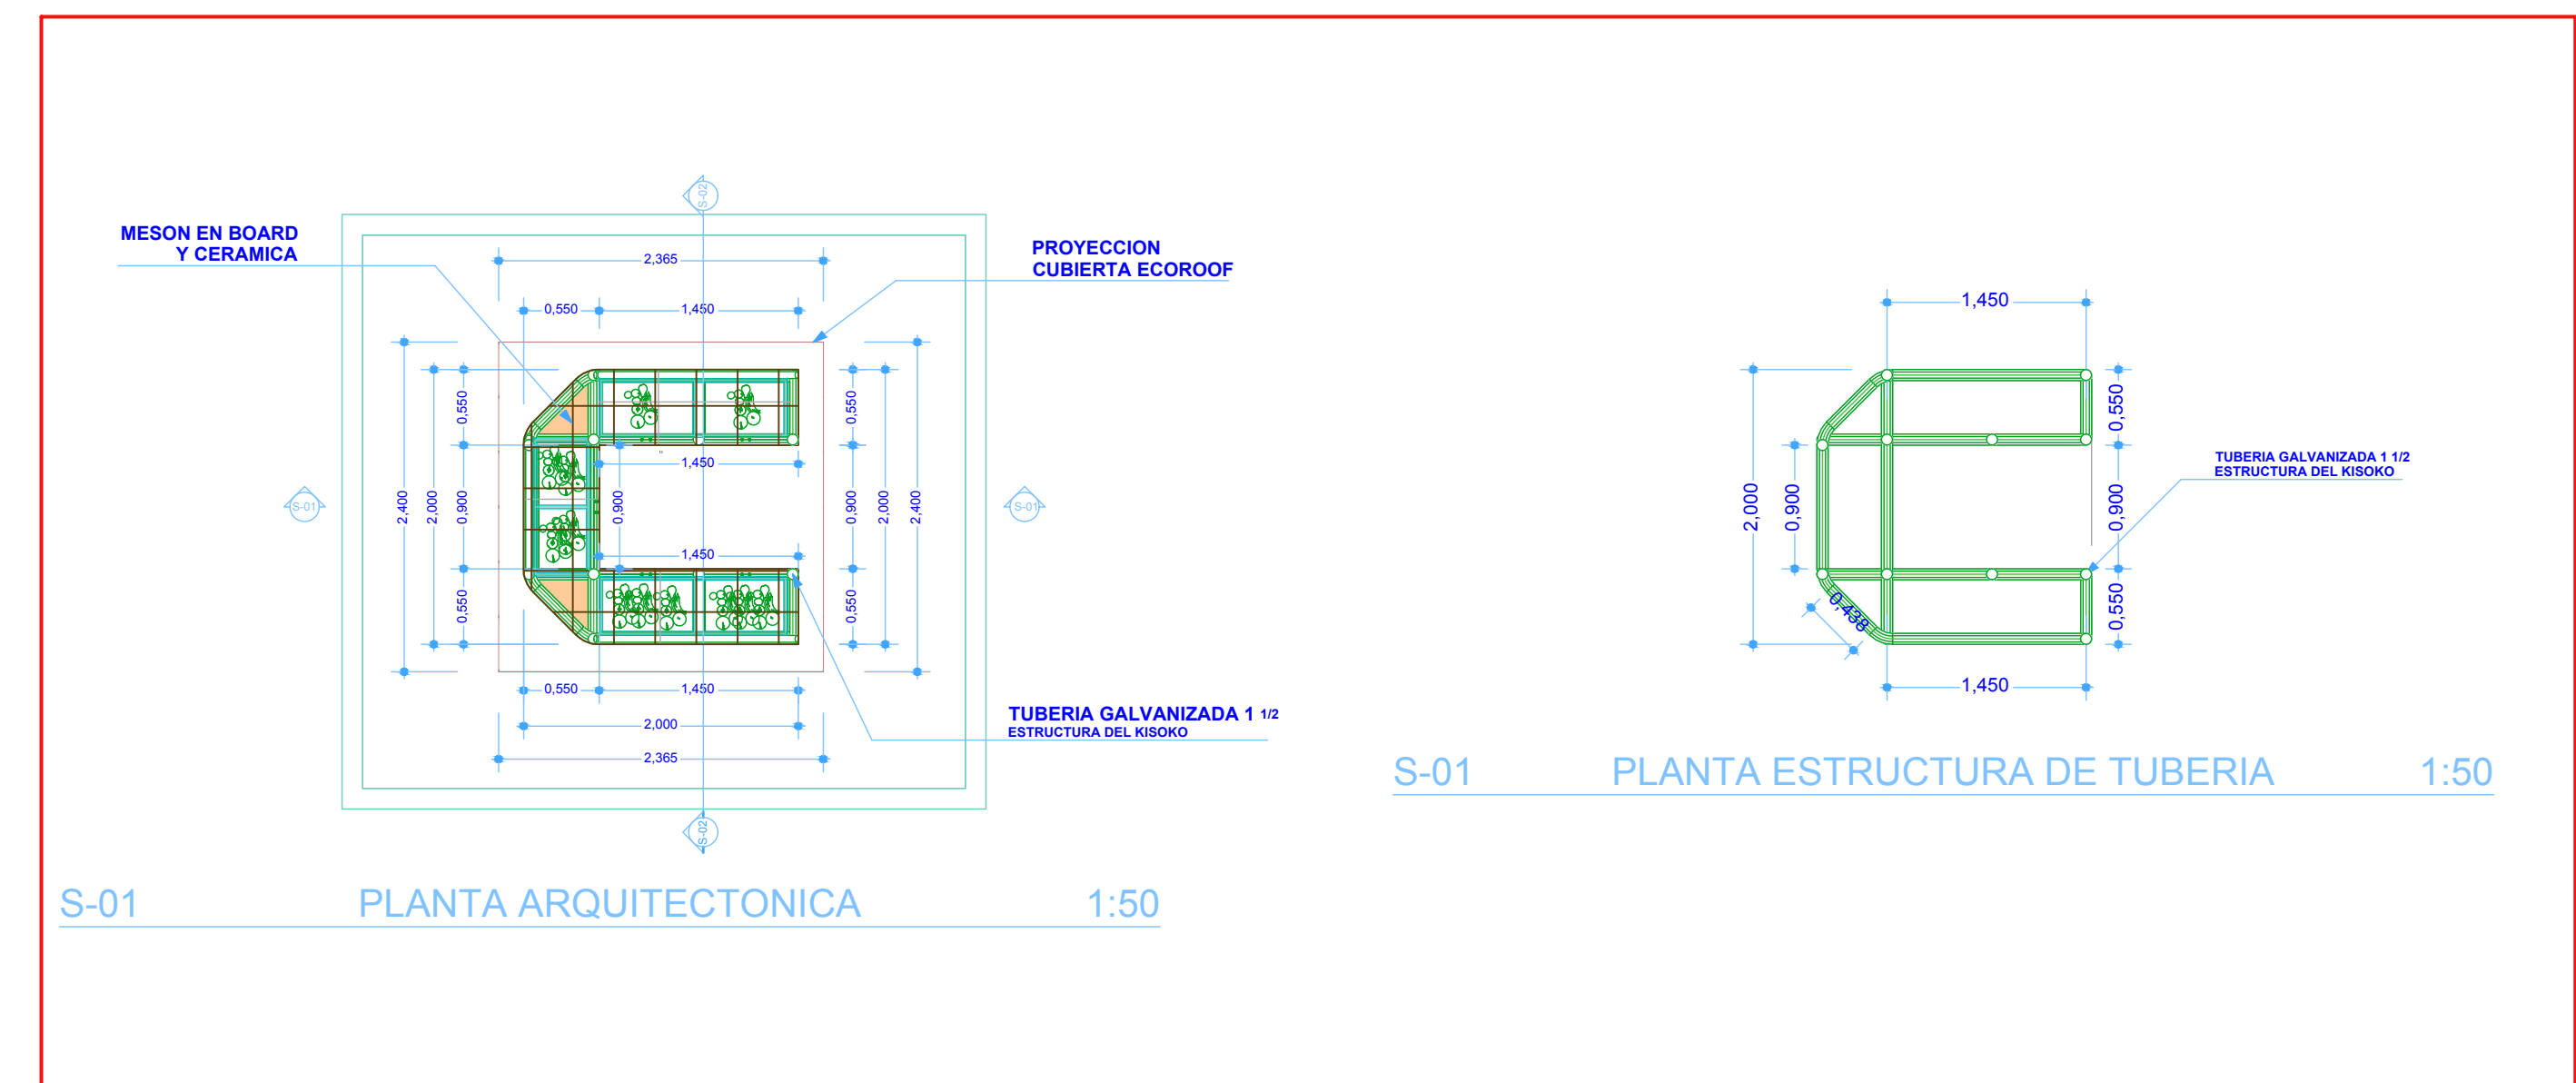 S-02
MESON EN BOARD
Y CERAMICA
PROYECCION
CUBIERTA ECOROOF
2,365
0,550
1,450
2,400
2,000
0,550
0,900
0,550
0,550
0,900
0,550
2,000
2,400
1,450
0,900
1,450
S-01
S-01
0,550
1,450
2,000
2,365
TUBERIA GALVANIZADA 1 1/2
ESTRUCTURA DEL KISOKO
S-02
S-01 PLANTA ARQUITECTONICA 1:50
1,450
2,000
0,900
0,550
0,900
0,550
0,438
1,450
TUBERIA GALVANIZADA 1 1/2
ESTRUCTURA DEL KISOKO
S-01 PLANTA ESTRUCTURA DE TUBERIA 1:50